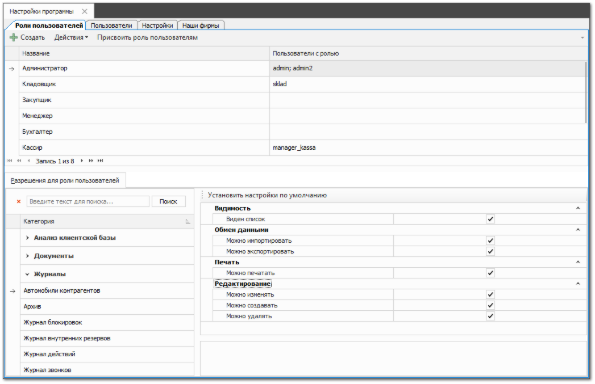 Настройки программы
Роли пользователей Пользователи Настройки Наши фирмы
Создать Действия Присвоить роль пользователям
Название Пользователи с ролью
Администратор admin; admin2
Кладовщик sklad
Закупщик
Менеджер
Бухгалтер
Кассир manager_kassa
Запись 1 из 8
Разрешения для роли пользователей
Введите текст для поиска... Поиск
Категория
Анализ клиентской базы
Документы
Журналы
Автомобили контрагентов
Архив
Журнал блокировок
Журнал внутренних резервов
Журнал действий
Журнал звонков
Установить настройки по умолчанию
Видимость
Виден список
Обмен данными
Можно импортировать
Можно экспортировать
Печать
Можно печатать
Редактирование
Можно изменять
Можно создавать
Можно удалять